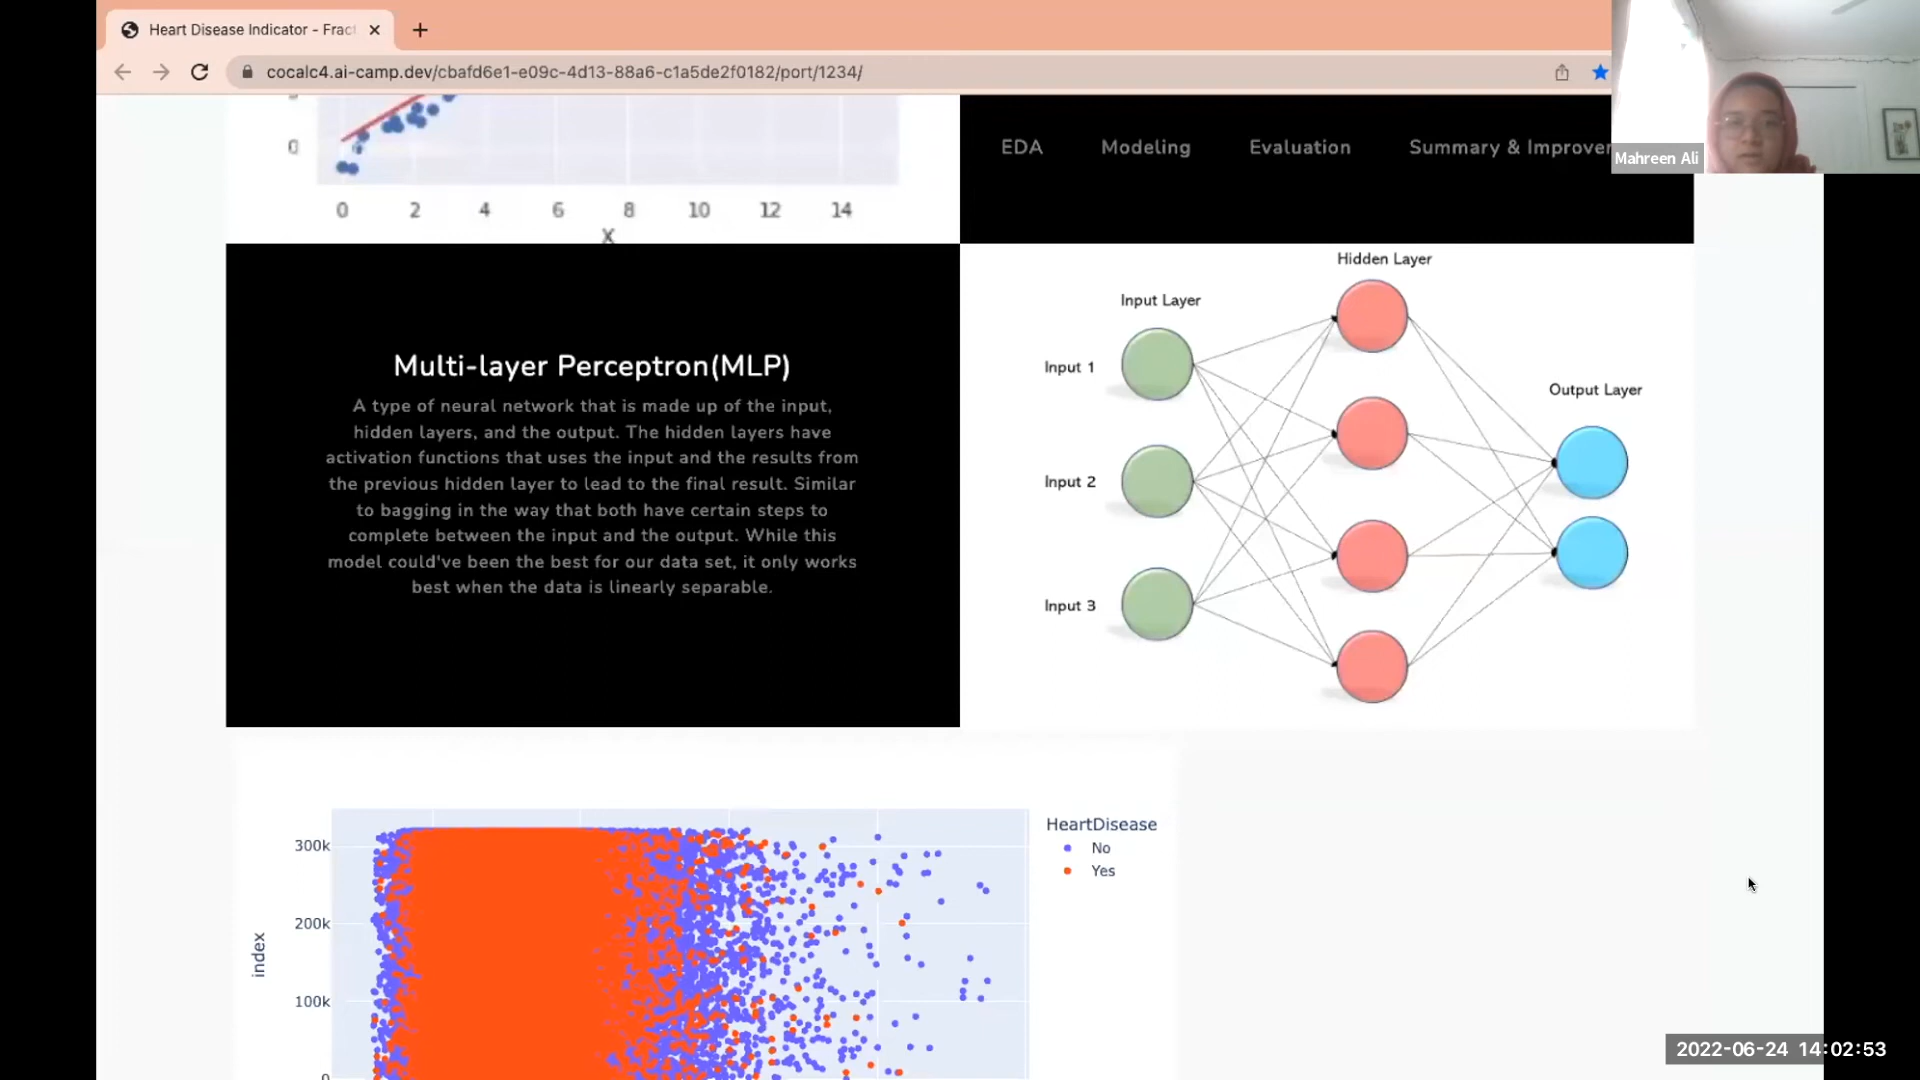 Heart Disease Indicator - Frac
cocalc4.ai-camp.dev/cbafd6e1-e09c-4d13-88a6-c1a5de2f0182/port/1234/
0
0 2 4 6 8 10 12 14
X
EDA Modeling Evaluation Summary & Improve
Mahreen Ali
Multi-layer Perceptron(MLP)
A type of neural network that is made up of the input,
hidden layers, and the output. The hidden layers have
activation functions that uses the input and the results from
the previous hidden layer to lead to the final result. Similar
to bagging in the way that both have certain steps to
complete between the input and the output. While this
model could've been the best for our data set, it only works
best when the data is linearly separable.
Hidden Layer
Input Layer
Input 1
Output Layer
Input 2
Input 3
HeartDisease
No
Yes
300k
200k
index
100k
0
2022-06-24 14:02:53